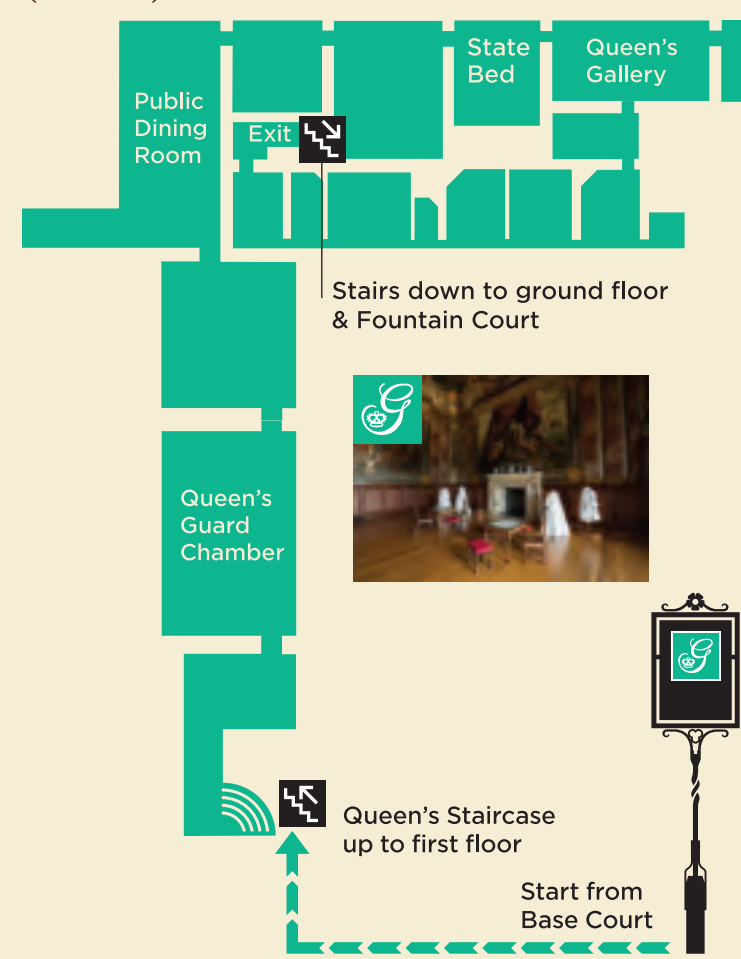 State
Bed
Queen's
Gallery
Public
Dining
Room
Exit
Stairs down to ground floor
& Fountain Court
G
Queen's
Guard
Chamber
G
Queen's Staircase
up to first floor
Start from
Base Court